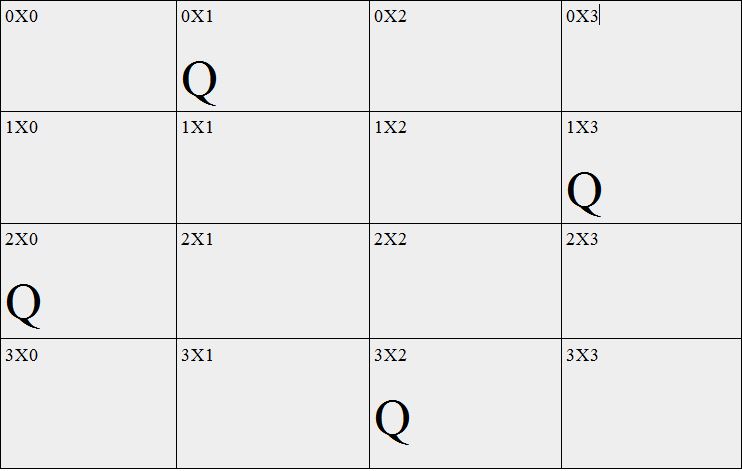 0X0 0X1 0X2 0X3
Q
1X0 1X1 1X2 1X3
Q
2X0 2X1 2X2 2X3
Q
3X0 3X1 3X2 3X3
Q